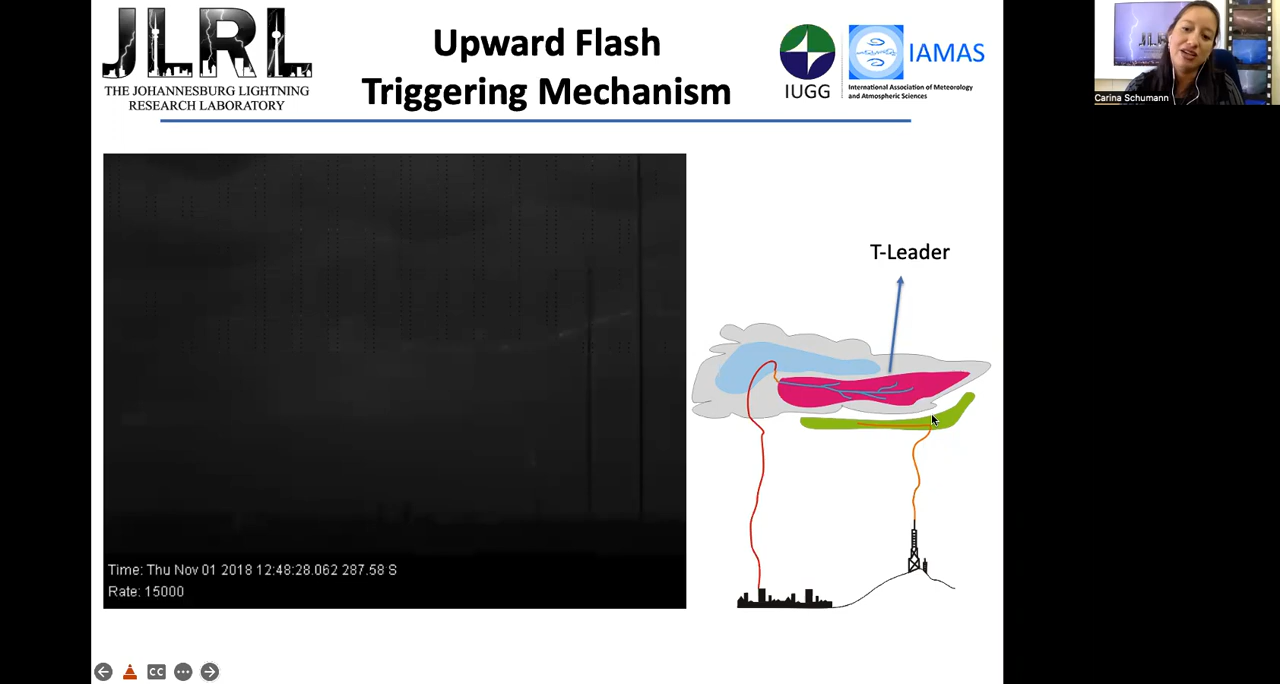 JLRL
THE JOHANNESBURG LIGHTNING
RESEARCH LABORATORY
Upward Flash
Triggering Mechanism
IUGG
IAMAS
International Association of Meteorology
and Atmospheric Sciences
Carina Schumann
T-Leader
Time: Thu Nov 01 2018 12:48:28.062 287.58 S
Rate: 15000
CC